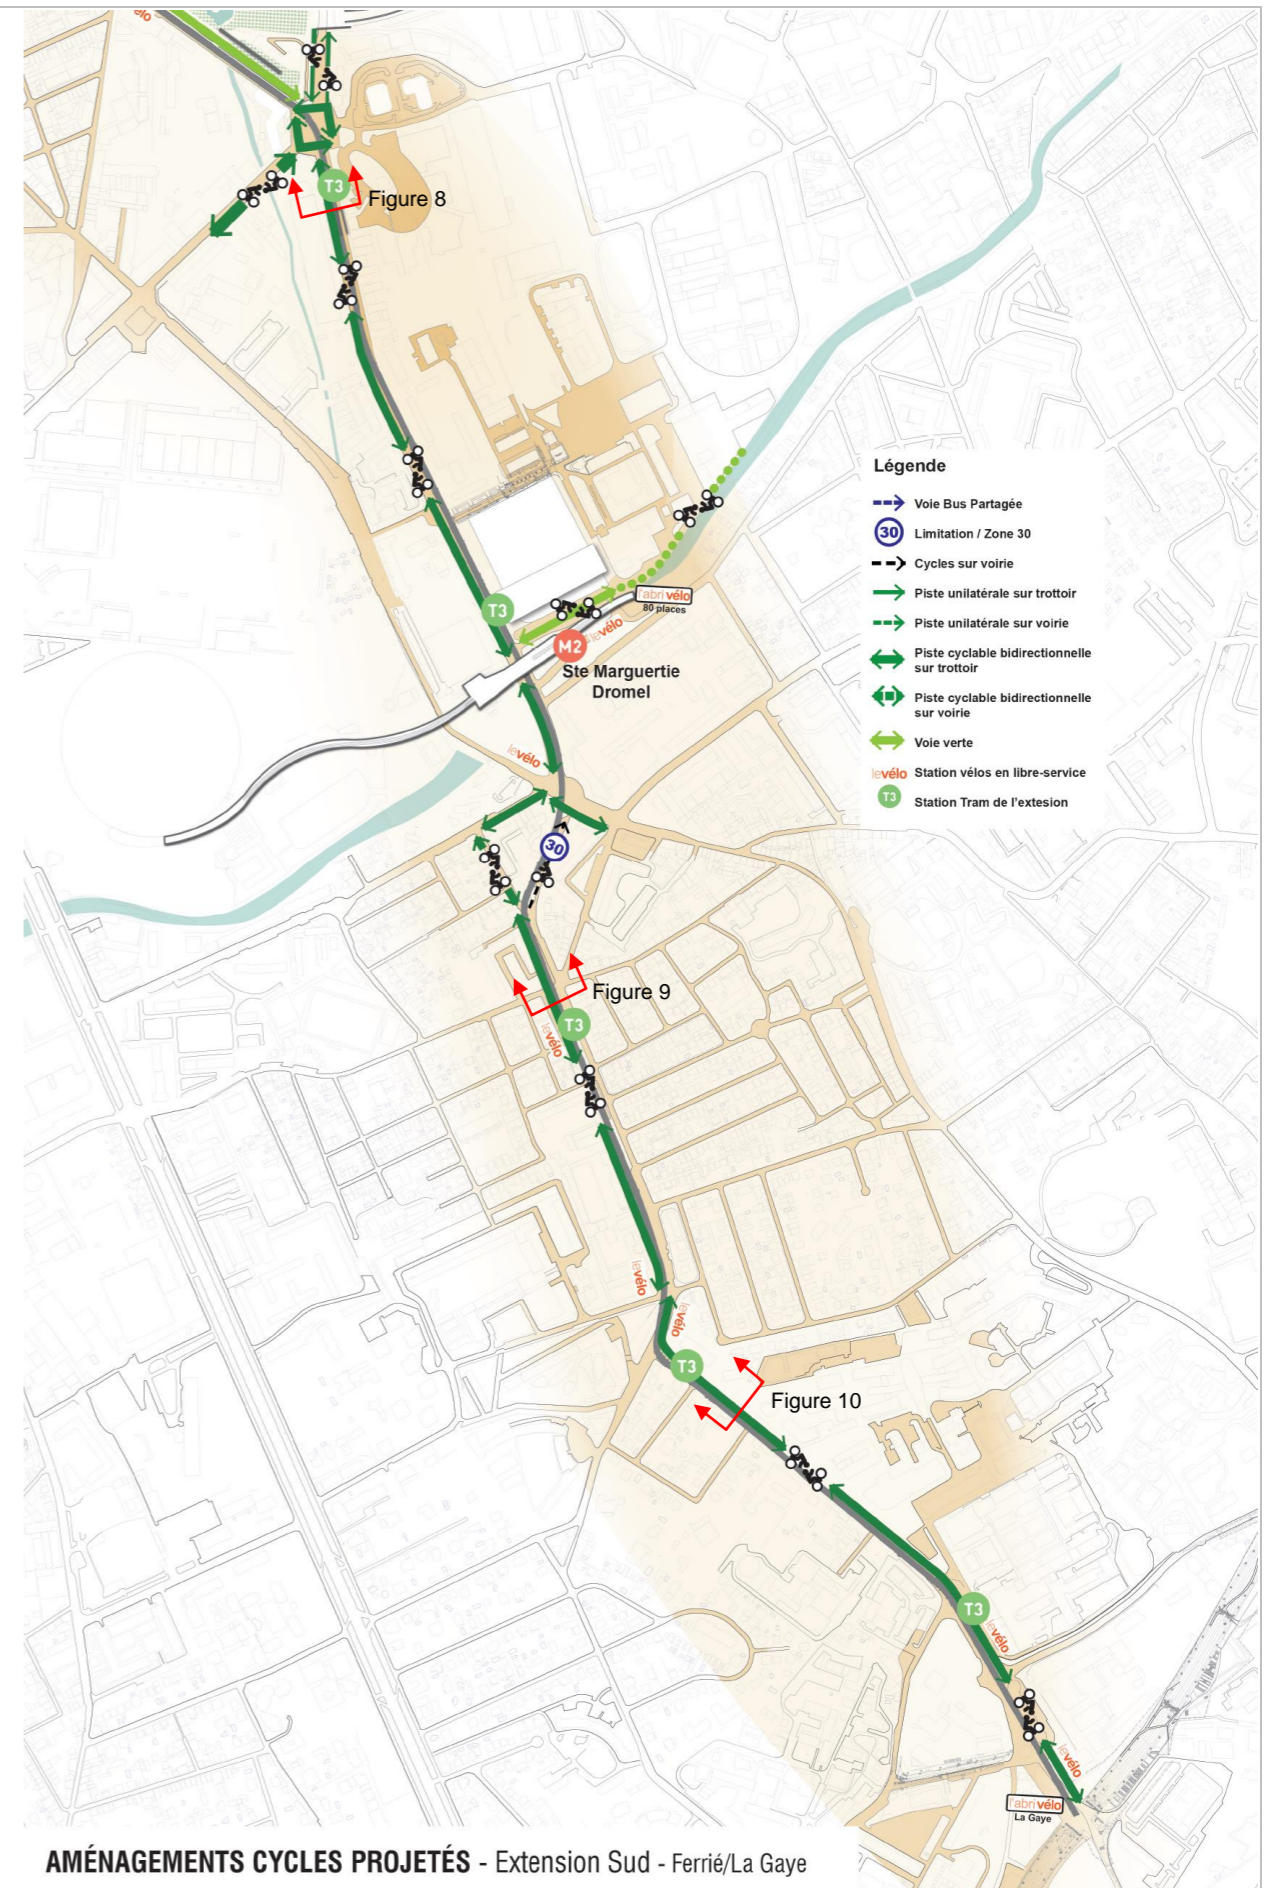 élo
T3
Figure 8
Légende
Voie Bus Partagée
30 Limitation / Zone 30
Cycles sur voirie
Piste unilatérale sur trottoir
Piste unilatérale sur voirie
Piste cyclable bidirectionnelle
sur trottoir
Piste cyclable bidirectionnelle
sur voirie
Voie verte
levélo Station vélos en libre-service
T3 Station Tram de l'extesion
T3
l'abri vélo
80 places
levélo
M2
Ste Marguertie
Dromel
levélo
30
Figure 9
T3
levélo
levélo
levélo
T3
Figure 10
T3
levélo
levélo
l'abri vélo
La Gaye
AMÉNAGEMENTS CYCLES PROJETÉS - Extension Sud - Ferrié/La Gaye